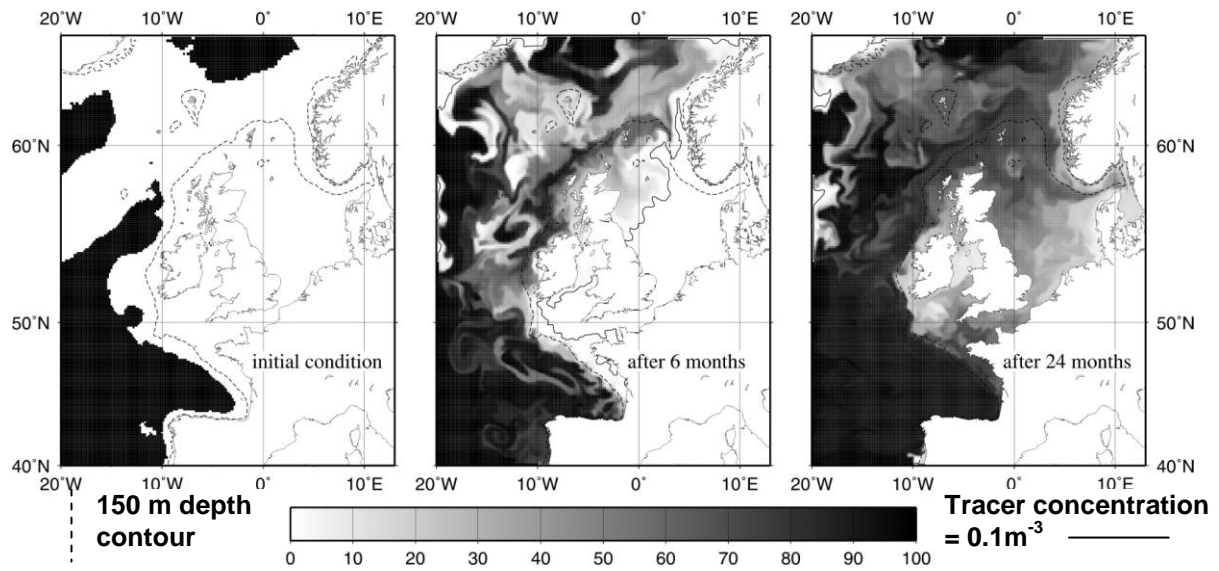 20˚W 10˚W 0˚ 10˚E 20˚W 10˚W 0˚ 10˚E 20˚W 10˚W 0˚ 10˚E
60˚N 60˚N
50˚N 50˚N
initial condition after 6 months after 24 months
40˚N 40˚N
20˚W 10˚W 0˚ 10˚E 20˚W 10˚W 0˚ 10˚E 20˚W 10˚W 0˚ 10˚E
150 m depth
contour
Tracer concentration
= 0.1m⁻³
0 10 20 30 40 50 60 70 80 90 100